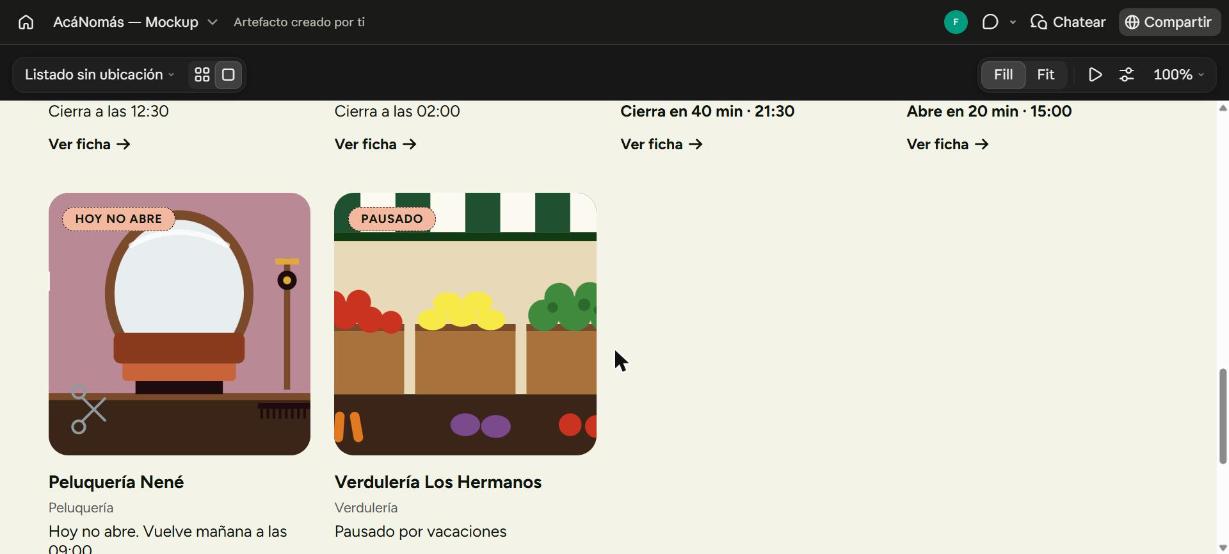 AcáNomás — Mockup
Artefacto creado por ti
F
Chatear
Compartir
Listado sin ubicación
Fill
Fit
100%
Cierra a las 12:30
Cierra a las 02:00
Cierra en 40 min · 21:30
Abre en 20 min · 15:00
Ver ficha →
Ver ficha →
Ver ficha →
Ver ficha →
HOY NO ABRE
PAUSADO
Peluquería Nené
Verdulería Los Hermanos
Peluquería
Verdulería
Hoy no abre. Vuelve mañana a las
09:00
Pausado por vacaciones